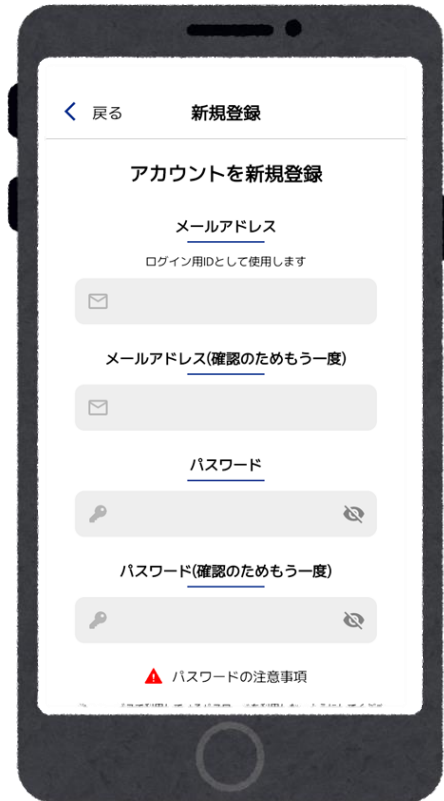 戻る 新規登録
アカウントを新規登録
メールアドレス
ログイン用IDとして使用します
メールアドレス(確認のためもう一度)
パスワード
パスワード(確認のためもう一度)
パスワードの注意事項